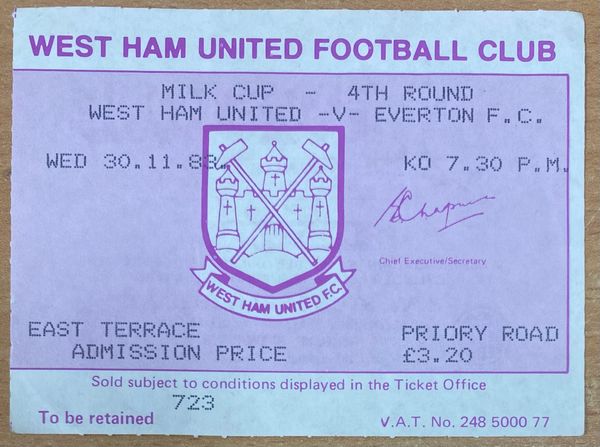 WEST HAM UNITED FOOTBALL CLUB
MILK CUP - 4TH ROUND
WEST HAM UNITED -V- EVERTON F.C.
WED 30.11.83. KO 7.30 P.M.
Chapman
Chief Executive/Secretary
WEST HAM UNITED F.C.
EAST TERRACE PRIORY ROAD
ADMISSION PRICE £3.20
Sold subject to conditions displayed in the Ticket Office
723
To be retained V.A.T. No. 248 5000 77